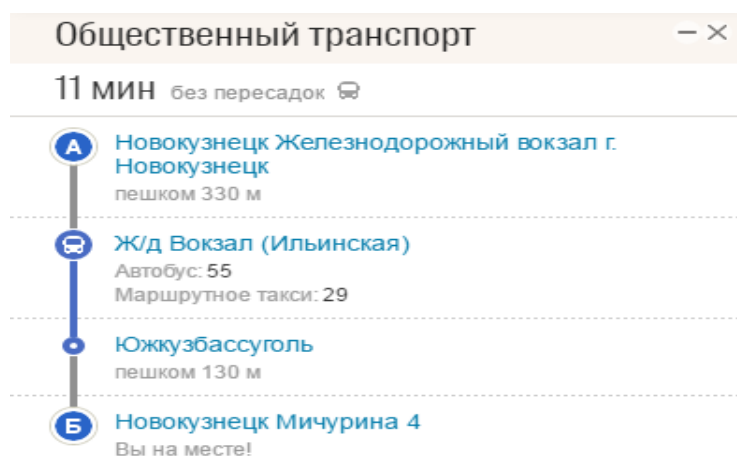 Общественный транспорт
11 мин без пересадок
А
Новокузнецк Железнодорожный вокзал г.
Новокузнецк
пешком 330 м
Ж/д Вокзал (Ильинская)
Автобус: 55
Маршрутное такси: 29
Южкузбассуголь
пешком 130 м
Б
Новокузнецк Мичурина 4
Вы на месте!